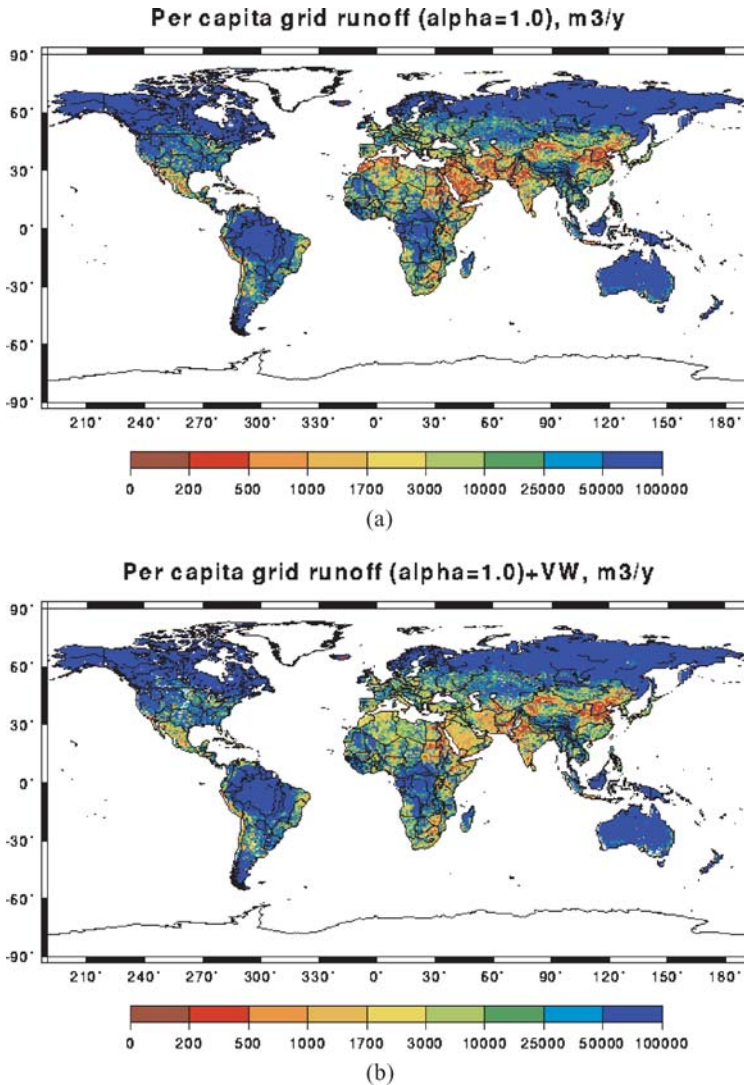 Per capita grid runoff (alpha=1.0), m3/y
90˚
60˚
30˚
0˚
-30˚
-60˚
-90˚
210˚ 240˚ 270˚ 300˚ 330˚ 0˚ 30˚ 60˚ 90˚ 120˚ 150˚ 180˚
0 200 500 1000 1700 3000 10000 25000 50000 100000
(a)
Per capita grid runoff (alpha=1.0)+VW, m3/y
90˚
60˚
30˚
0˚
-30˚
-60˚
-90˚
210˚ 240˚ 270˚ 300˚ 330˚ 0˚ 30˚ 60˚ 90˚ 120˚ 150˚ 180˚
0 200 500 1000 1700 3000 10000 25000 50000 100000
(b)